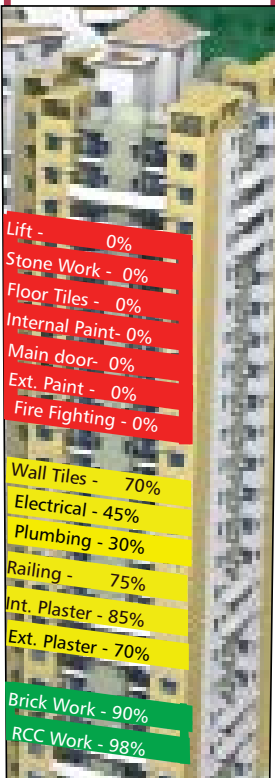 Lift - 0%
Stone Work - 0%
Floor Tiles - 0%
Internal Paint- 0%
Main door- 0%
Ext. Paint - 0%
Fire Fighting - 0%
Wall Tiles - 70%
Electrical - 45%
Plumbing - 30%
Railing - 75%
Int. Plaster - 85%
Ext. Plaster - 70%
Brick Work - 90%
RCC Work - 98%